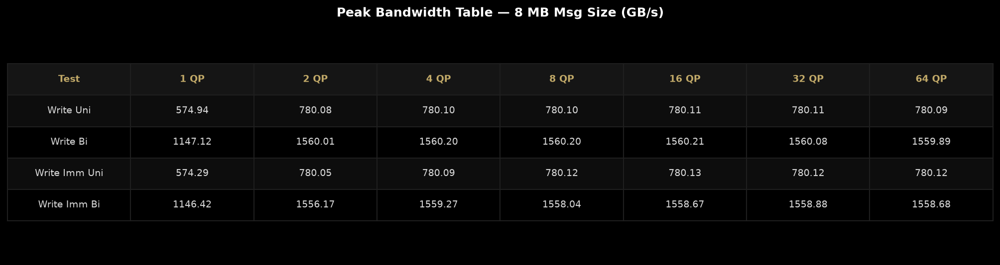 Peak Bandwidth Table — 8 MB Msg Size (GB/s)
Test 1 QP 2 QP 4 QP 8 QP 16 QP 32 QP 64 QP
Write Uni 574.94 780.08 780.10 780.10 780.11 780.11 780.09
Write Bi 1147.12 1560.01 1560.20 1560.20 1560.21 1560.08 1559.89
Write Imm Uni 574.29 780.05 780.09 780.12 780.13 780.12 780.12
Write Imm Bi 1146.42 1556.17 1559.27 1558.04 1558.67 1558.88 1558.68